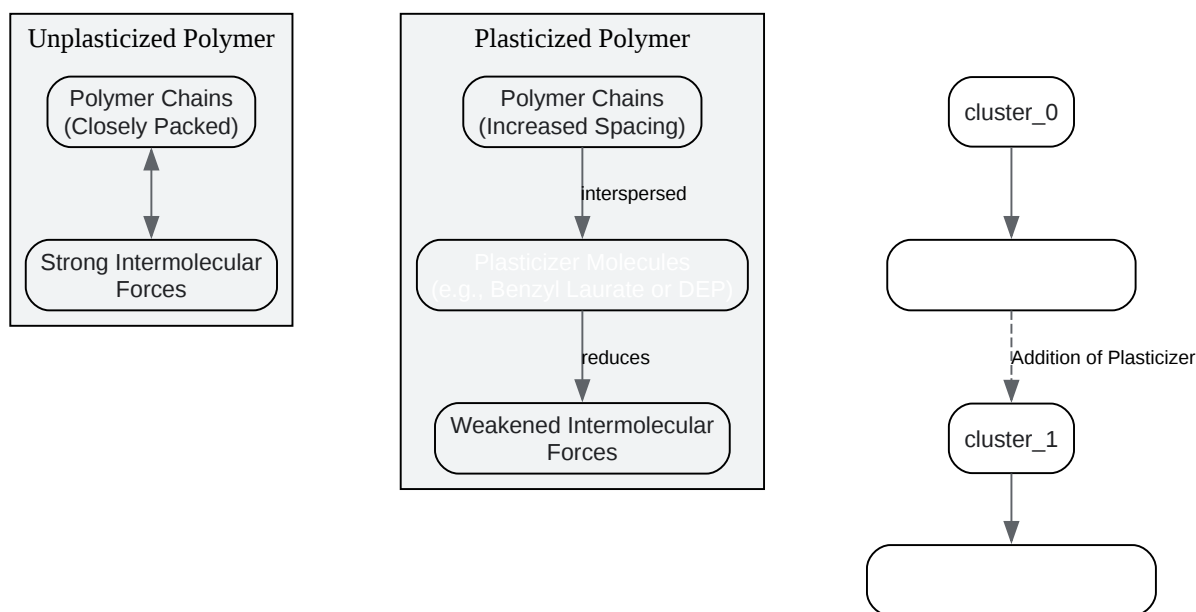 Unplasticized Polymer
Polymer Chains
(Closely Packed)
Strong Intermolecular
Forces
Plasticized Polymer
Polymer Chains
(Increased Spacing)
interspersed
Plasticizer Molecules
(e.g., Benzyl Laurate or DEP)
reduces
Weakened Intermolecular
Forces
cluster_0
Addition of Plasticizer
cluster_1